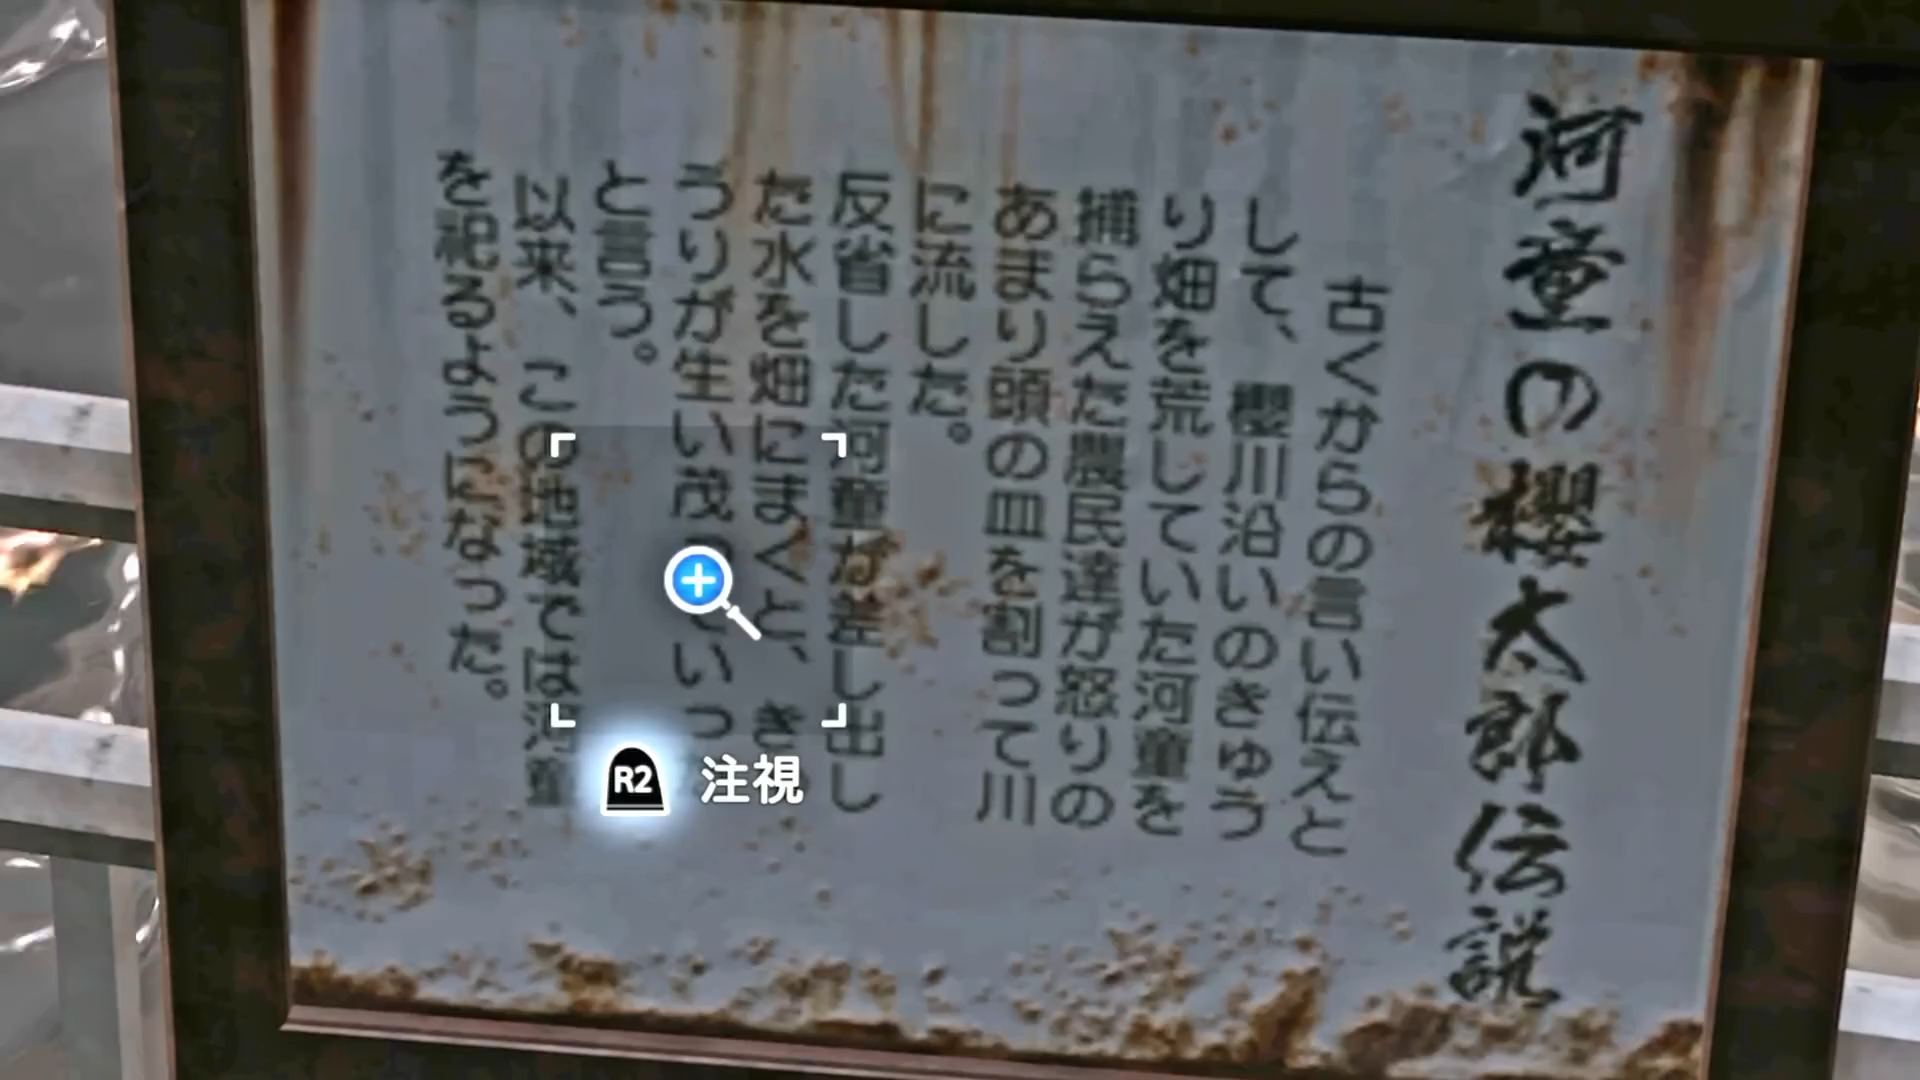 河童の櫻太郎伝説
古くからの言い伝えと
して、櫻川沿いのきゅう
り畑を荒していた河童を
捕らえた農民達が怒りの
あまり頭の皿を割って川
に流した。
反省した河童が差し出し
た水を畑にまくと、き
うりが生い茂っていっ
と言う。
以来、この地域では河童
を祀るようになった。
R2 注視